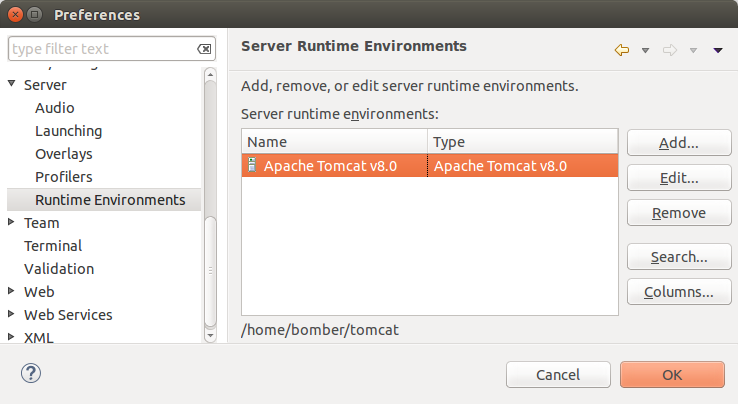 Preferences
type filter text
Server
Audio
Launching
Overlays
Profilers
Runtime Environments
Team
Terminal
Validation
Web
Web Services
XML
Server Runtime Environments
Add, remove, or edit server runtime environments.
Server runtime environments:
Name Type
Apache Tomcat v8.0 Apache Tomcat v8.0
Add...
Edit...
Remove
Search...
Columns...
/home/bomber/tomcat
Cancel OK